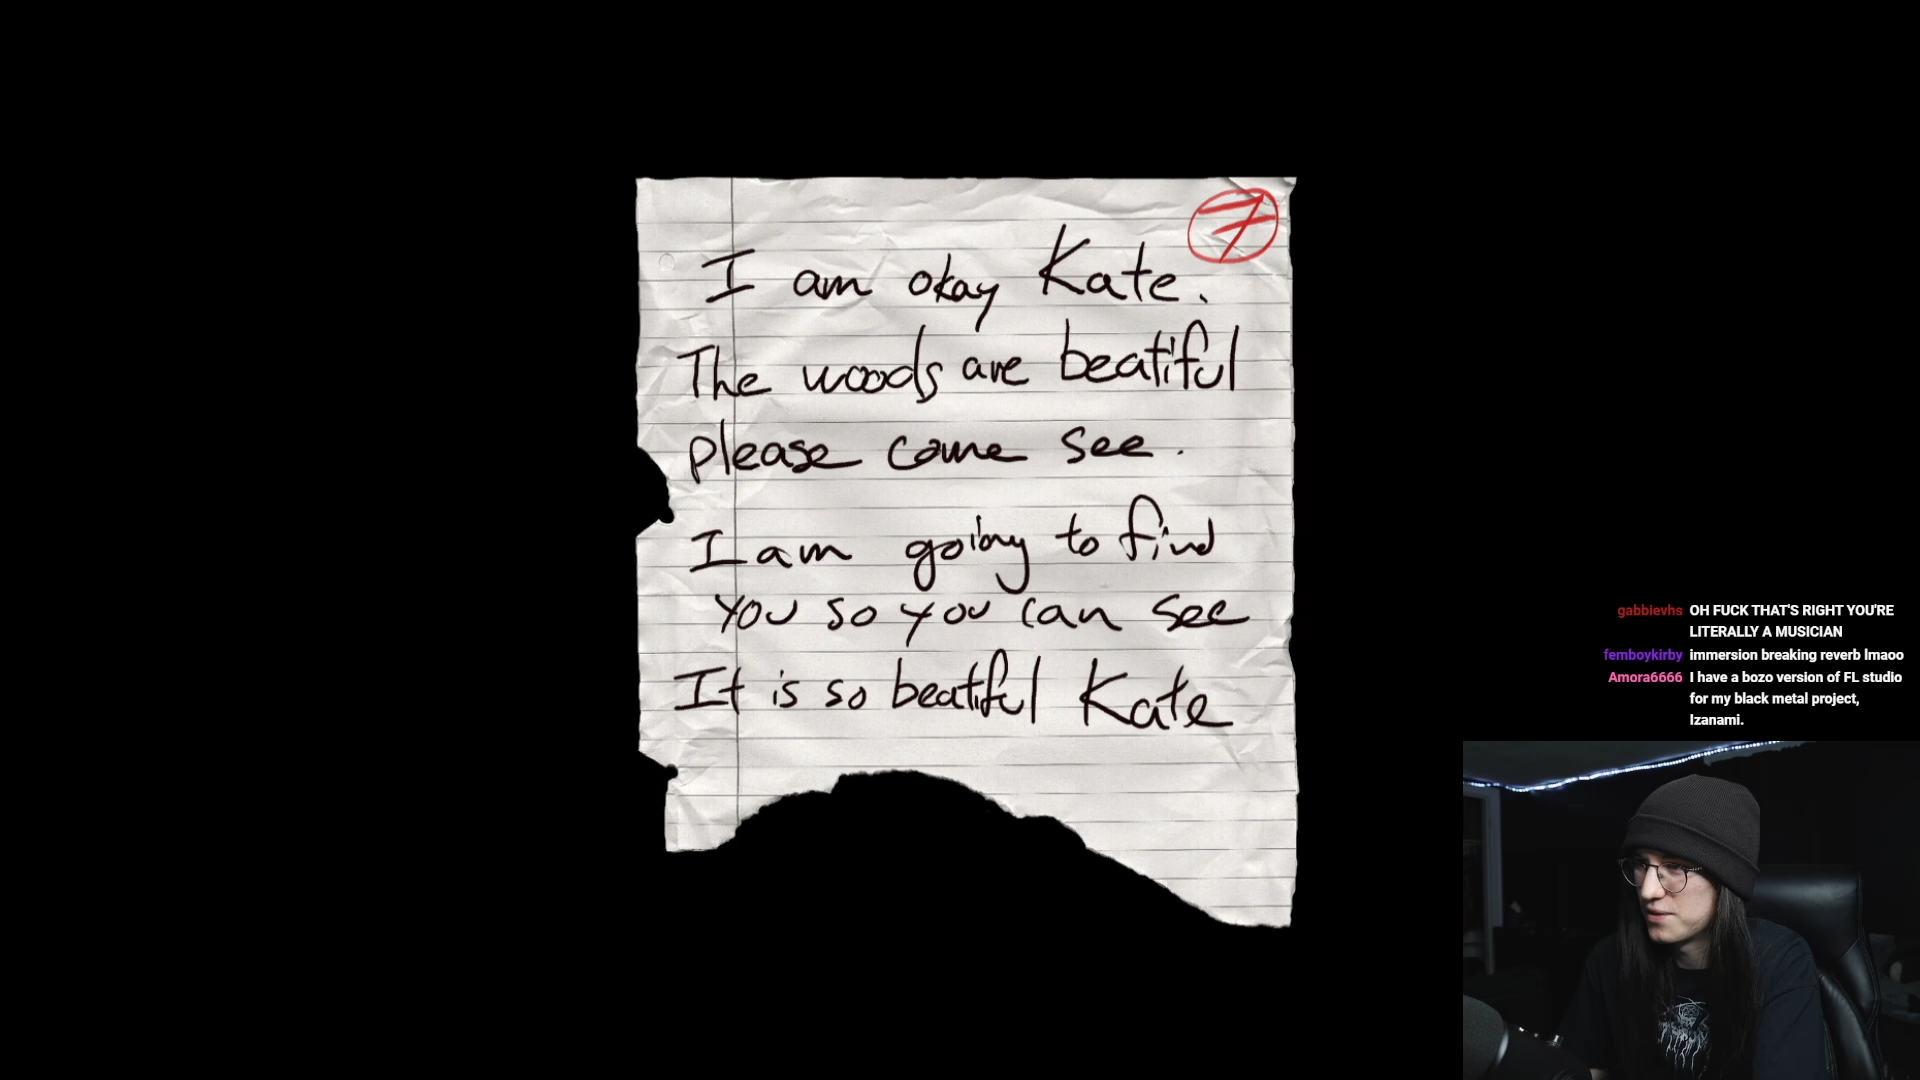 7
I am okay Kate.
The woods are beatiful
please come see.
I am going to find
you so you can see
It is so beatiful Kate
gabbievhs OH FUCK THAT'S RIGHT YOU'RE
LITERALLY A MUSICIAN
femboykirby immersion breaking reverb lmaoo
Amora6666 I have a bozo version of FL studio
for my black metal project,
Izanami.